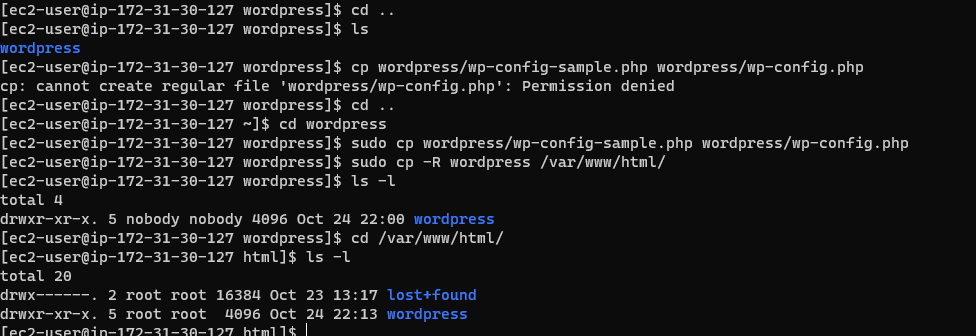 [ec2-user@ip-172-31-30-127 wordpress]$ cd ..
[ec2-user@ip-172-31-30-127 wordpress]$ ls
wordpress
[ec2-user@ip-172-31-30-127 wordpress]$ cp wordpress/wp-config-sample.php wordpress/wp-config.php
cp: cannot create regular file 'wordpress/wp-config.php': Permission denied
[ec2-user@ip-172-31-30-127 wordpress]$ cd ..
[ec2-user@ip-172-31-30-127 ~]$ cd wordpress
[ec2-user@ip-172-31-30-127 wordpress]$ sudo cp wordpress/wp-config-sample.php wordpress/wp-config.php
[ec2-user@ip-172-31-30-127 wordpress]$ sudo cp -R wordpress /var/www/html/
[ec2-user@ip-172-31-30-127 wordpress]$ ls -l
total 4
drwxr-xr-x. 5 nobody nobody 4096 Oct 24 22:00 wordpress
[ec2-user@ip-172-31-30-127 wordpress]$ cd /var/www/html/
[ec2-user@ip-172-31-30-127 html]$ ls -l
total 20
drwx------. 2 root root 16384 Oct 23 13:17 lost+found
drwxr-xr-x. 5 root root  4096 Oct 24 22:13 wordpress
[ec2-user@ip-172-31-30-127 html]$